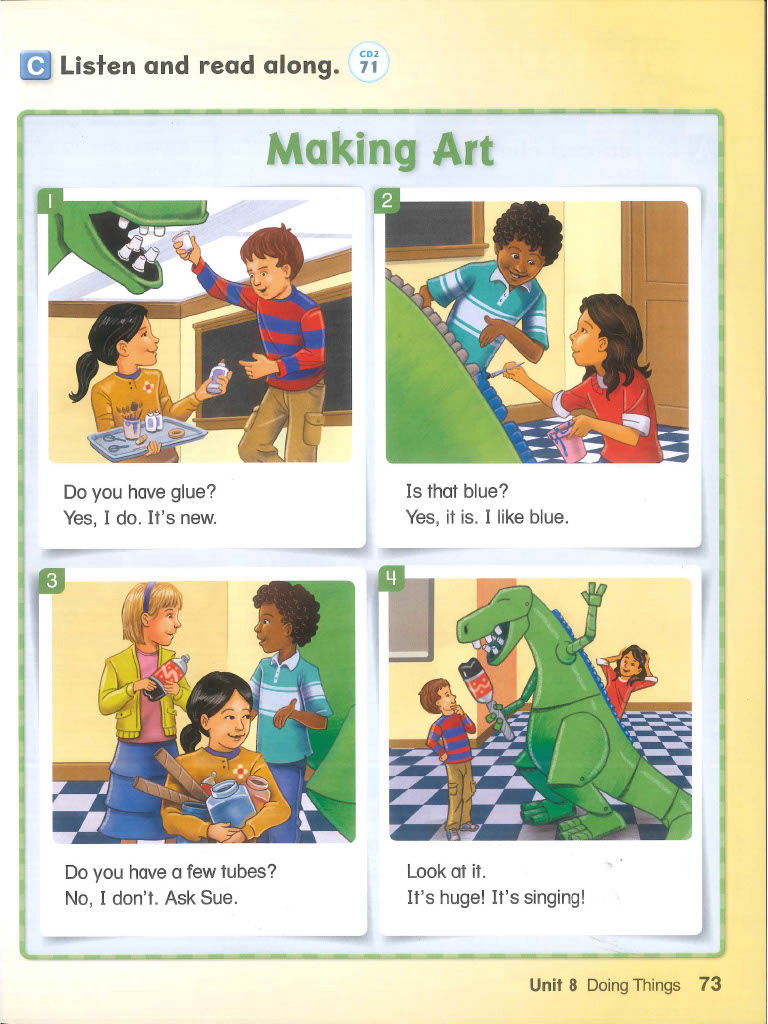 C Listen and read along. CD2 71
Making Art
1
Do you have glue?
Yes, I do. It's new.
2
Is that blue?
Yes, it is. I like blue.
3
Do you have a few tubes?
No, I don't. Ask Sue.
4
Look at it.
It's huge! It's singing!
Unit 8 Doing Things 73